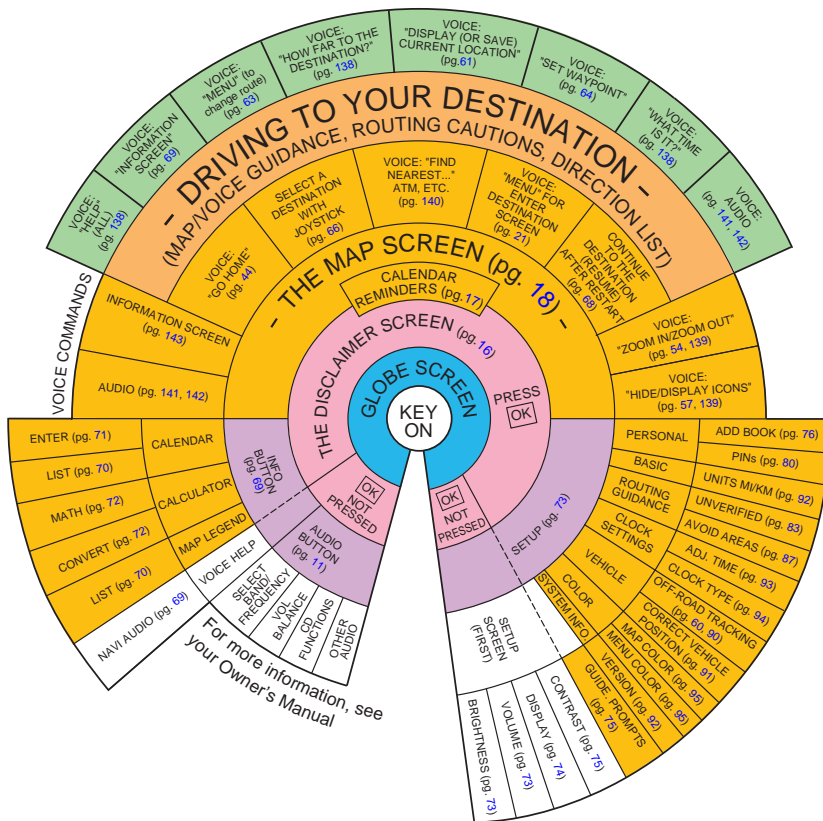 VOICE:
"HELP"
(ALL)
(pg. 138)
VOICE:
"INFORMATION
SCREEN"
(pg. 69)
VOICE:
"MENU" (to
change route)
(pg. 63)
VOICE:
"HOW FAR TO THE
DESTINATION?"
(pg. 138)
VOICE:
"DISPLAY (OR SAVE)
CURRENT LOCATION"
(pg.61)
VOICE:
"SET WAYPOINT"
(pg. 64)
VOICE:
"WHAT TIME
IS IT?"
(pg. 138)
VOICE:
AUDIO
(pg. 141, 142)
- DRIVING TO YOUR DESTINATION -
(MAP/VOICE GUIDANCE, ROUTING CAUTIONS, DIRECTION LIST)
VOICE COMMANDS
AUDIO (pg. 141, 142)
INFORMATION SCREEN
(pg. 143)
VOICE:
"GO HOME"
(pg. 44)
SELECT A
DESTINATION
WITH
JOYSTICK
(pg. 66)
VOICE: "FIND
NEAREST..."
ATM, ETC.
(pg. 140)
VOICE:
"MENU" FOR
ENTER
DESTINATION
SCREEN
(pg. 21)
CONTINUE
TO THE
DESTINATION
(RESUME)
AFTER RESTART
(pg. 68)
VOICE:
"ZOOM IN/ZOOM OUT"
(pg. 54, 139)
VOICE:
"HIDE/DISPLAY ICONS"
(pg. 57, 139)
- THE MAP SCREEN (pg. 18) -
CALENDAR
REMINDERS (pg.17)
THE DISCLAIMER SCREEN (pg.16)
PRESS
OK
GLOBE SCREEN
KEY
ON
OK
NOT
PRESSED
OK
NOT
PRESSED
INFO
BUTTON
(pg. 69)
CALENDAR
ENTER (pg. 71)
LIST (pg. 70)
CALCULATOR
MATH (pg. 72)
CONVERT (pg. 72)
MAP LEGEND
LIST (pg. 70)
VOICE HELP
NAVI AUDIO (pg. 69)
AUDIO
BUTTON
(pg. 11)
SELECT
BAND/
FREQUENCY
VOL
BALANCE
CD
FUNCTIONS
OTHER
AUDIO
For more information, see
your Owner's Manual
SETUP (pg. 73)
PERSONAL
ADD BOOK (pg. 76)
PINs (pg. 80)
BASIC
UNITS MI/KM (pg. 92)
ROUTING
GUIDANCE
UNVERIFIED (pg. 83)
AVOID AREAS (pg. 87)
CLOCK
SETTINGS
ADJ. TIME (pg. 93)
CLOCK TYPE (pg. 94)
VEHICLE
OFF-ROAD TRACKING
(pg. 60, 90)
CORRECT VEHICLE
POSITION (pg. 91)
COLOR
MAP COLOR (pg. 95)
MENU COLOR (pg. 95)
SYSTEM INFO.
VERSION (pg. 92)
GUIDE. PROMPTS
(pg. 75)
SETUP
SCREEN
(FIRST)
CONTRAST (pg. 75)
DISPLAY (pg. 74)
VOLUME (pg. 73)
BRIGHTNESS (pg. 73)